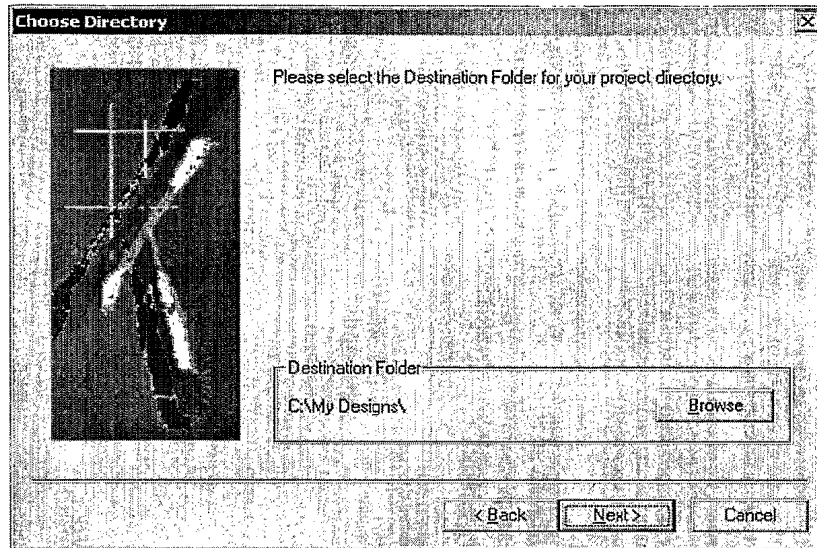 Choose Directory
Please select the Destination Folder for your project directory.
Destination Folder
C:\My Designs\
Browse
< Back
Next >
Cancel